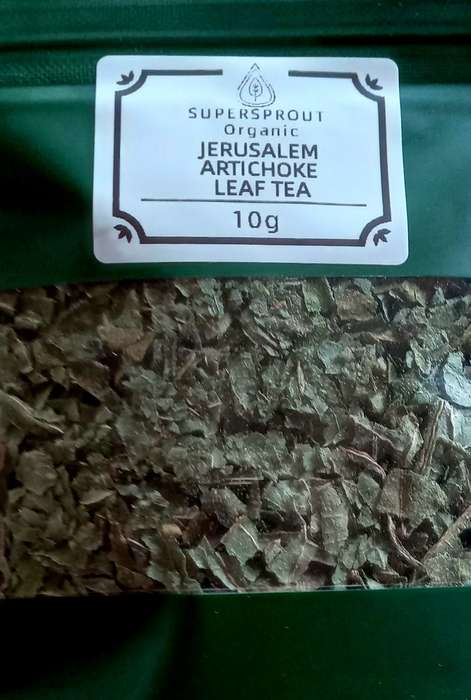 SUPERSPROUT
Organic
JERUSALEM
ARTICHOKE
LEAF TEA
10g